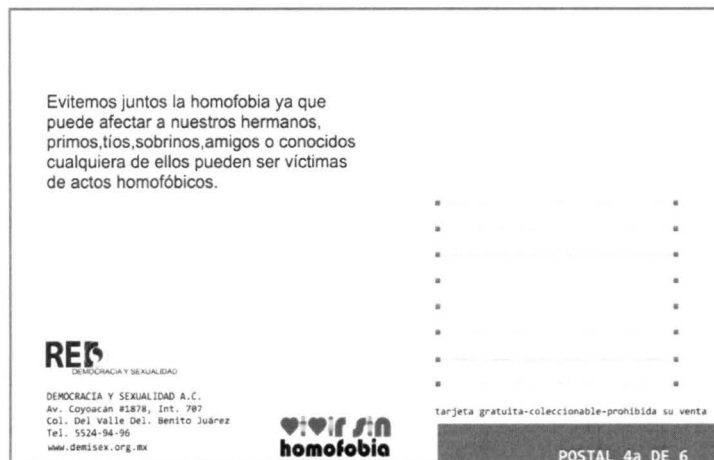 Evitemos juntos la homofobia ya que
puede afectar a nuestros hermanos,
primos,tíos,sobrinos,amigos o conocidos
cualquiera de ellos pueden ser víctimas
de actos homofóbicos.
RED
DEMOCRACIA Y SEXUALIDAD
DEMOCRACIA Y SEXUALIDAD A.C.
Av. Coyoacán #1878, Int. 707
Col. Del Valle Del. Benito Juárez
Tel. 5524-94-96
www.demisex.org.mx
vivir sin
homofobia
tarjeta gratuita-coleccionable-prohibida su venta
POSTAL 4a DE 6